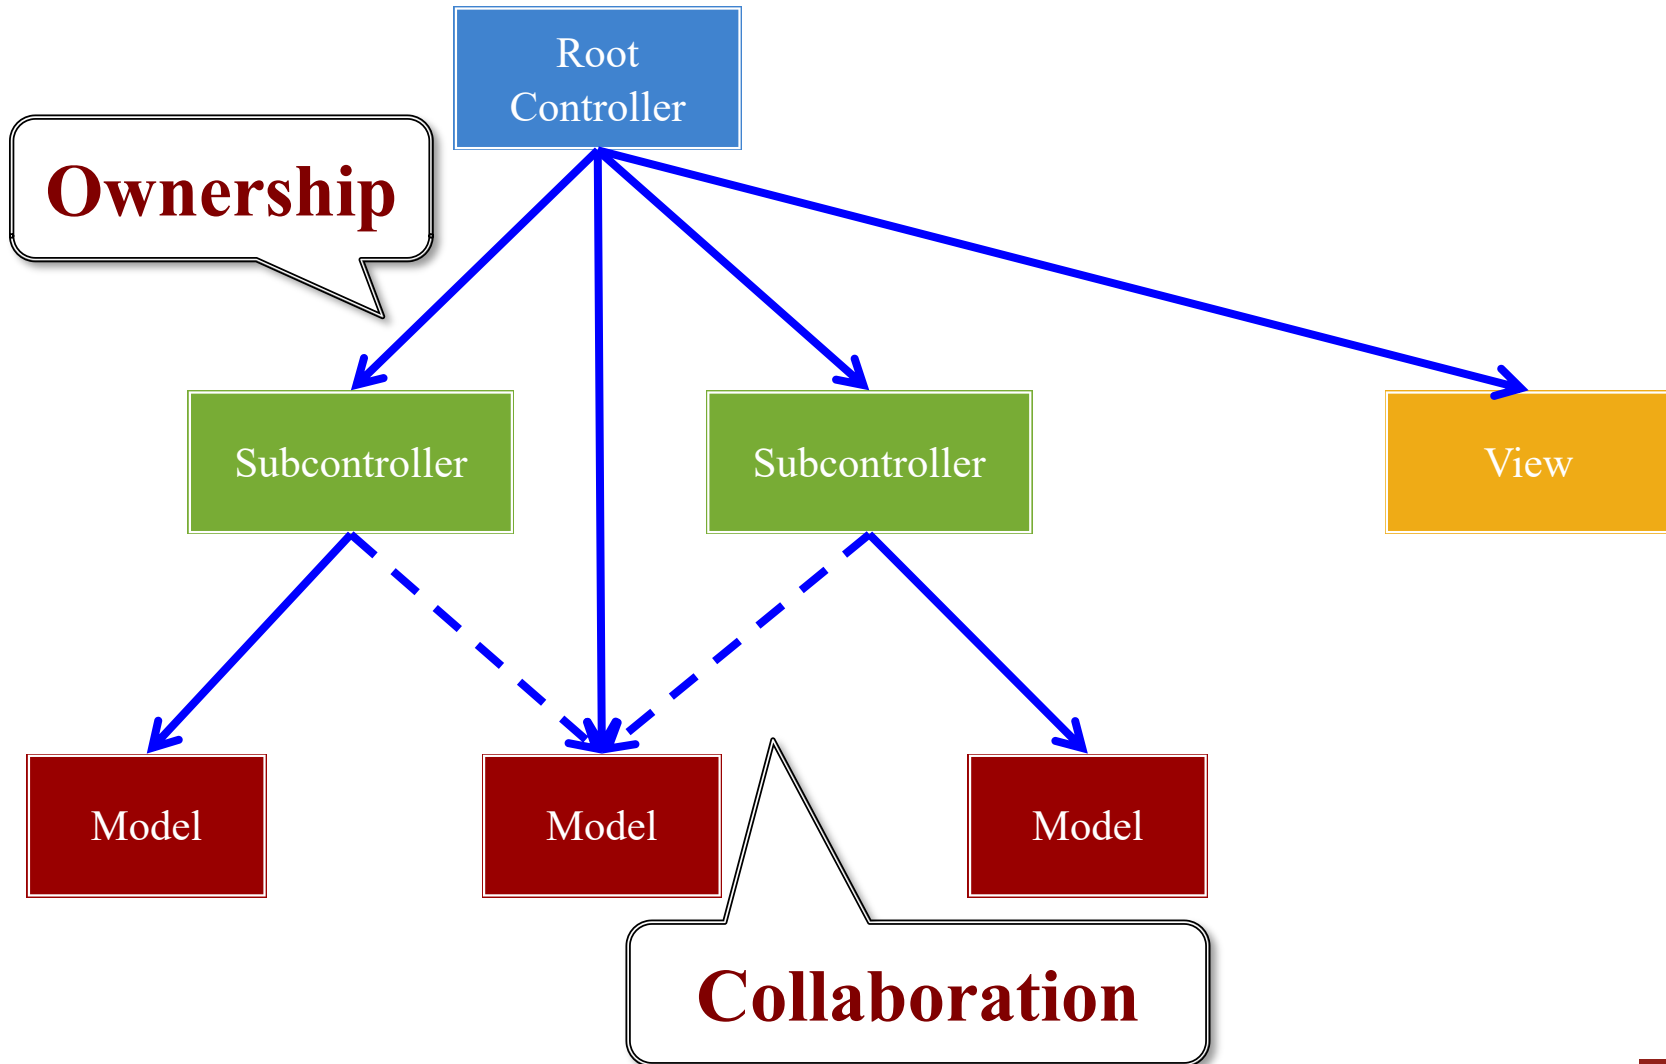 Root
Controller
Ownership
Subcontroller
Subcontroller
View
Model
Model
Model
Collaboration